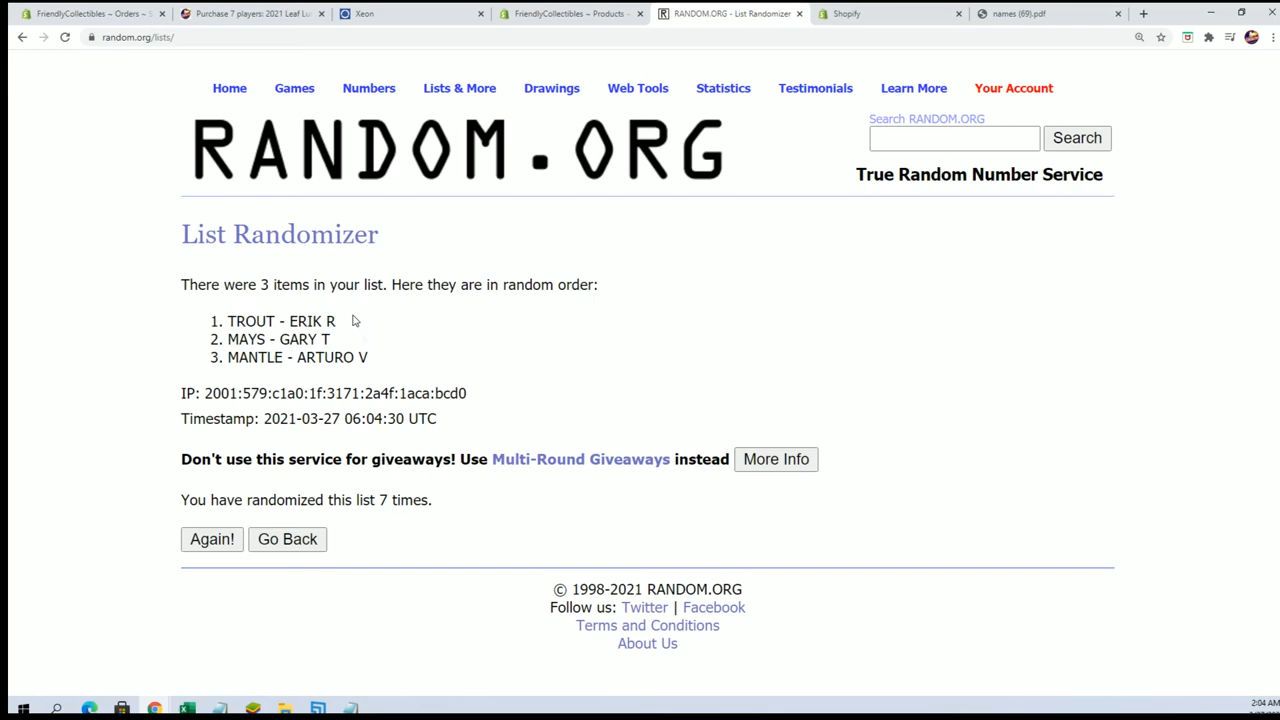 FriendlyCollectibles ~ Orders ~ S
Purchase 7 players: 2021 Leaf Lu
Xeon
FriendlyCollectibles ~ Products ~
RANDOM.ORG - List Randomizer
Shopify
names (69).pdf
random.org/lists/
Home
Games
Numbers
Lists & More
Drawings
Web Tools
Statistics
Testimonials
Learn More
Your Account
RANDOM.ORG
Search RANDOM.ORG
Search
True Random Number Service
List Randomizer
There were 3 items in your list. Here they are in random order:
1. TROUT - ERIK R
2. MAYS - GARY T
3. MANTLE - ARTURO V
IP: 2001:579:c1a0:1f:3171:2a4f:1aca:bcd0
Timestamp: 2021-03-27 06:04:30 UTC
Don't use this service for giveaways! Use Multi-Round Giveaways instead More Info
You have randomized this list 7 times.
Again! Go Back
© 1998-2021 RANDOM.ORG
Follow us: Twitter | Facebook
Terms and Conditions
About Us
2:04 AM